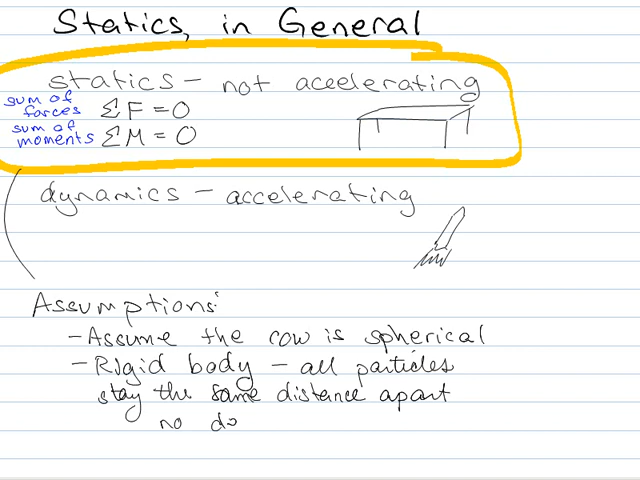 Statics, in General
statics - not accelerating
sum of forces ΣF = 0
sum of moments ΣM = 0
dynamics - accelerating
Assumptions:
- Assume the cow is spherical
- Rigid body - all particles
stay the same distance apart
no do